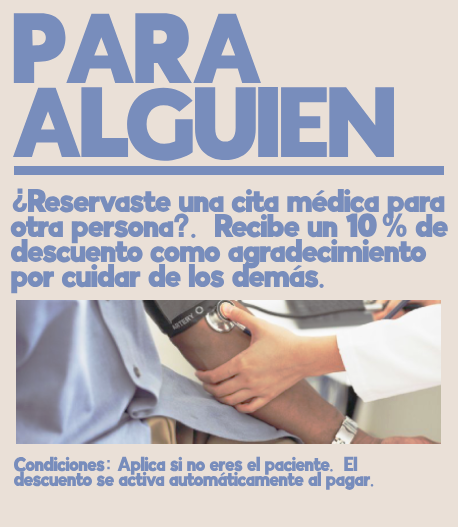 PARA
ALGUIEN
¿Reservaste una cita médica para
otra persona?. Recibe un 10 % de
descuento como agradecimiento
por cuidar de los demás.
ARTERY
Condiciones: Aplica si no eres el paciente. El
descuento se activa automáticamente al pagar.